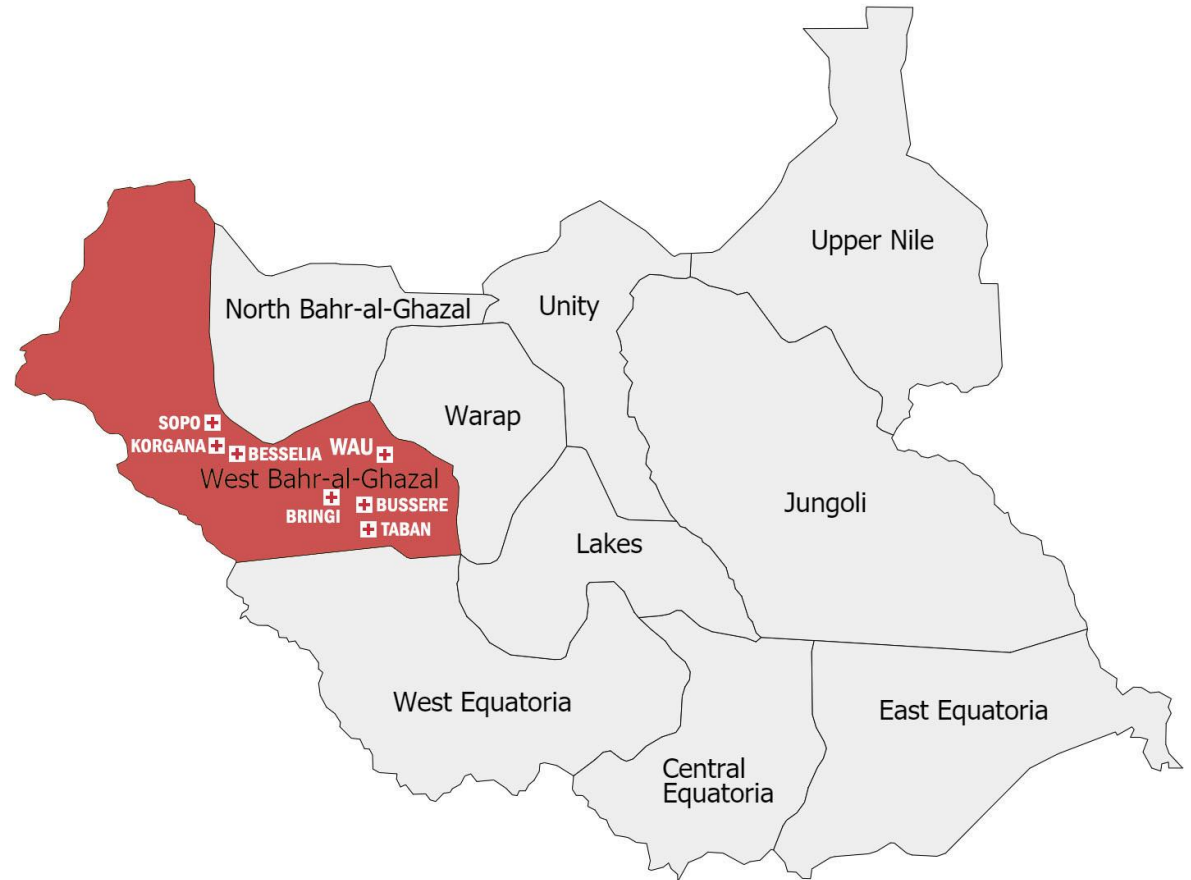 Upper Nile
North Bahr-al-Ghazal
Unity
Warap
SOPO
KORGANA
BESSELIA
WAU
West Bahr-al-Ghazal
BRINGI
BUSSERE
TABAN
Jungoli
Lakes
West Equatoria
East Equatoria
Central
Equatoria